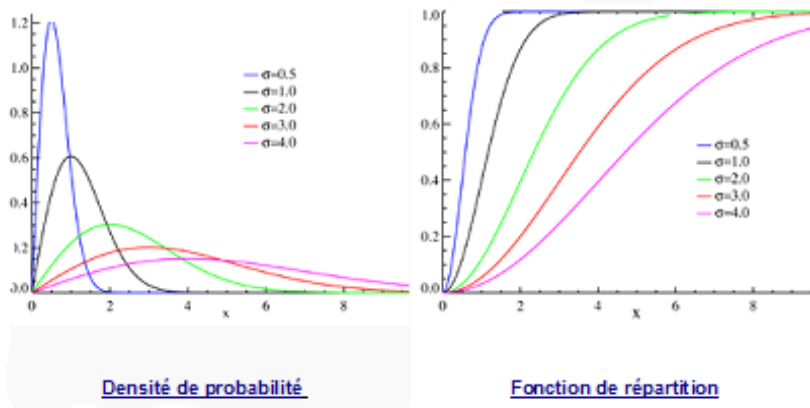 1.2
1.0
0.8
0.6
0.4
0.0
0 2 4 6 8
x
σ=0.5
σ=1.0
σ=2.0
σ=3.0
σ=4.0
Densité de probabilité
1.0
0.8
0.6
0.4
0.2
0.0
0 2 4 6 8
x
σ=0.5
σ=1.0
σ=2.0
σ=3.0
σ=4.0
Fonction de répartition